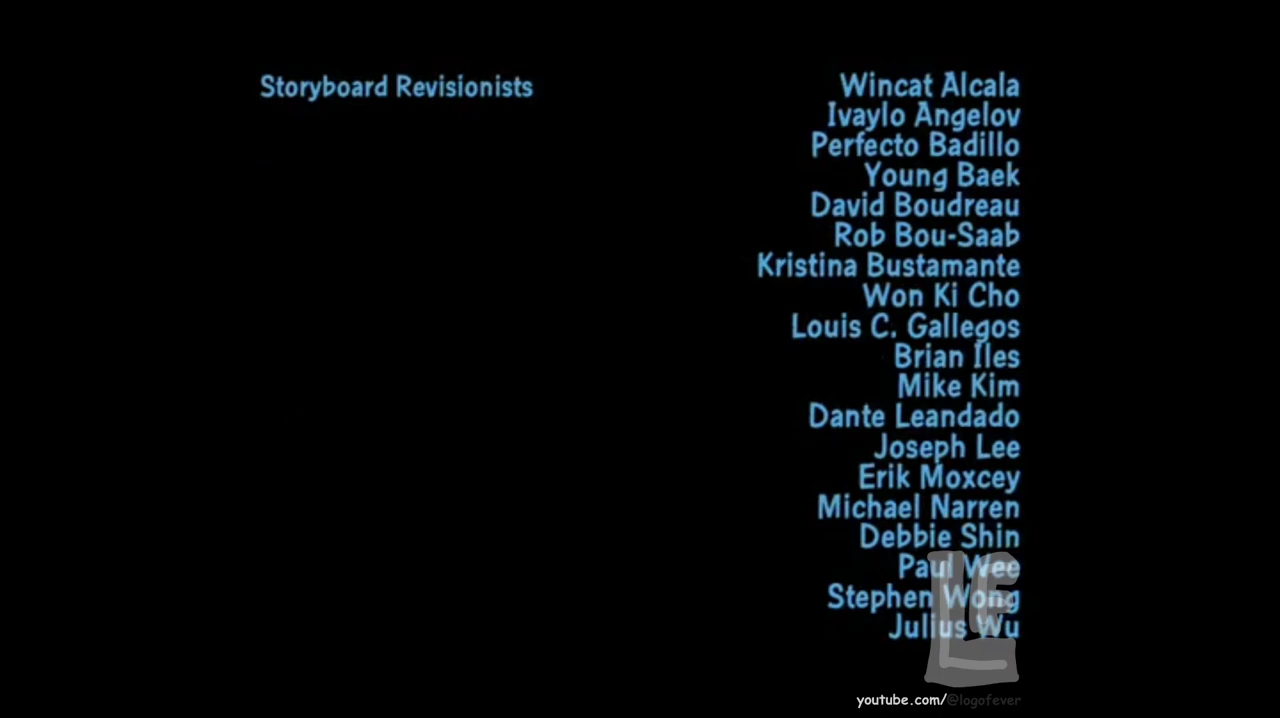 Storyboard Revisionists
Wincat Alcala
Ivaylo Angelov
Perfecto Badillo
Young Baek
David Boudreau
Rob Bou-Saab
Kristina Bustamante
Won Ki Cho
Louis C. Gallegos
Brian Iles
Mike Kim
Dante Leandado
Joseph Lee
Erik Moxcey
Michael Narren
Debbie Shin
Paul Wee
Stephen Wong
Julius Wu
LF
youtube.com/@logofever